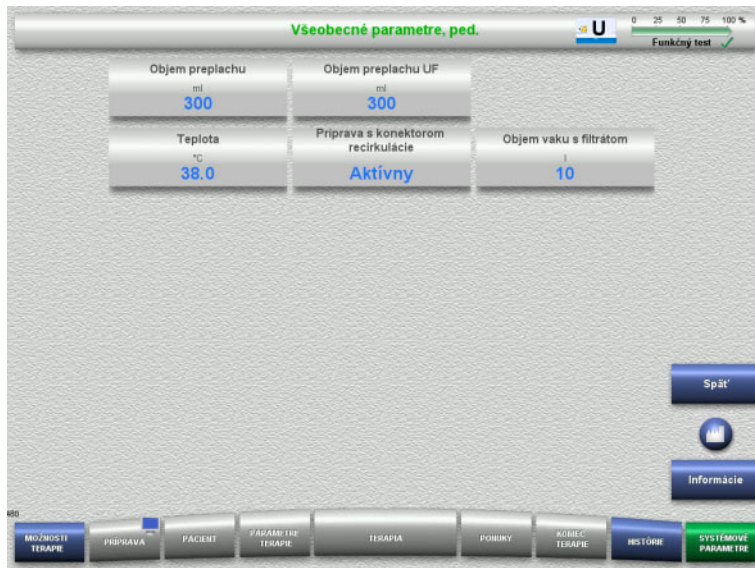 Všeobecné parametre, ped.
U
0 25 50 75 100 %
Funkčný test
Objem preplachu
ml
300
Objem preplachu UF
ml
300
Teplota
°C
38.0
Príprava s konektorom
recirkulácie
Aktívny
Objem vaku s filtrátom
l
10
Späť
Informácie
480
MOŽNOSTI
TERAPIE
PRÍPRAVA
PACIENT
PARAMETRE
TERAPIE
TERAPIA
PONUKY
KONIEC
TERAPIE
HISTÓRIE
SYSTÉMOVÉ
PARAMETRE